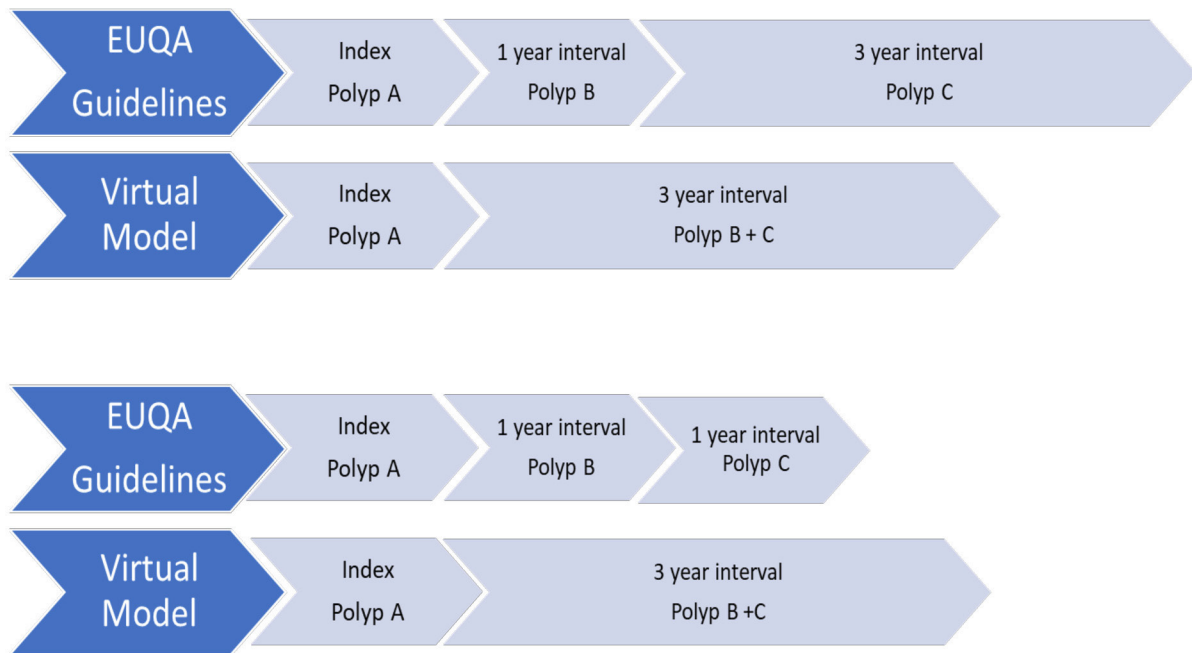 EUQA
Guidelines
Index
Polyp A
1 year interval
Polyp B
3 year interval
Polyp C
Virtual
Model
Index
Polyp A
3 year interval
Polyp B + C
EUQA
Guidelines
Index
Polyp A
1 year interval
Polyp B
1 year interval
Polyp C
Virtual
Model
Index
Polyp A
3 year interval
Polyp B +C